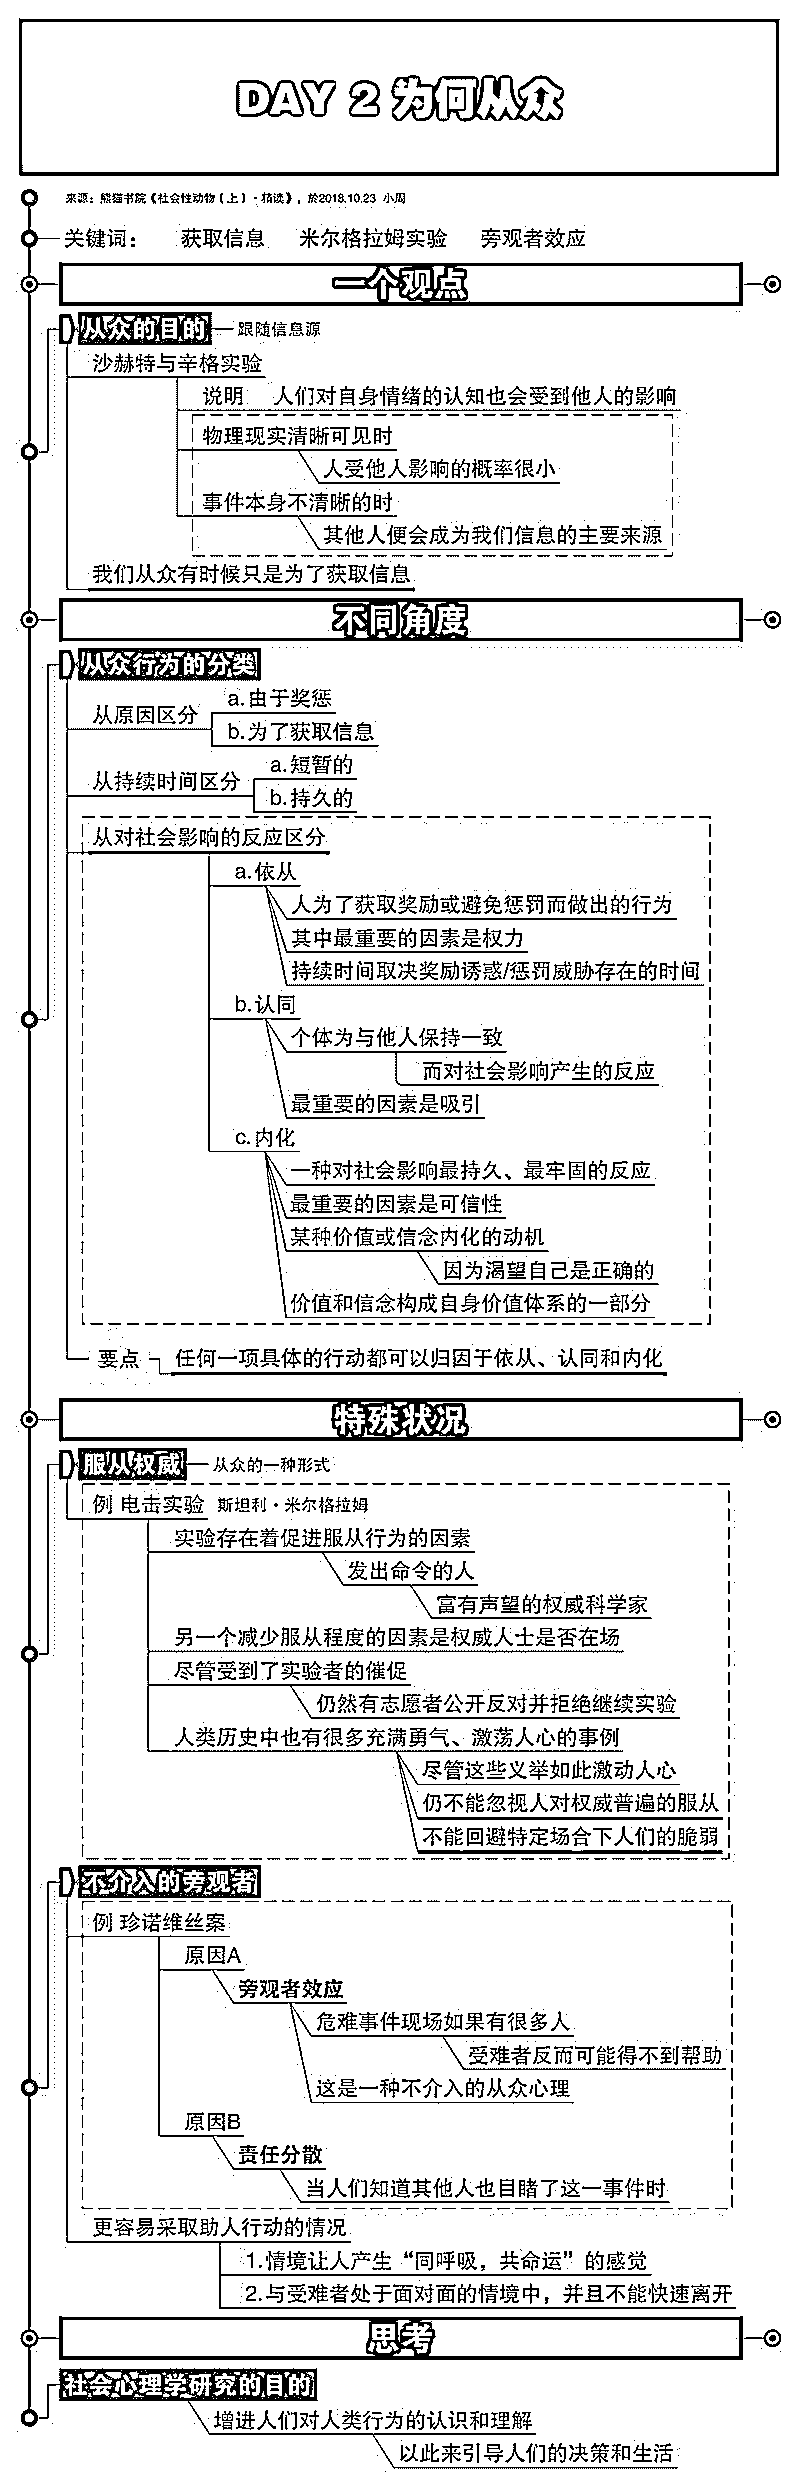 DAY 2 为何从众
来源：熊猫书院《社会性动物（上）·精读》，於2018.10.23 小周
关键词： 获取信息 米尔格拉姆实验 旁观者效应
一个观点
从众的目的 跟随信息源
沙赫特与辛格实验
说明 人们对自身情绪的认知也会受到他人的影响
物理现实清晰可见时
人受他人影响的概率很小
事件本身不清晰的时
其他人便会成为我们信息的主要来源
我们从众有时候只是为了获取信息
不同角度
从众行为的分类
a.由于奖惩
从原因区分
b.为了获取信息
a.短暂的
从持续时间区分
b.持久的
从对社会影响的反应区分
a.依从
人为了获取奖励或避免惩罚而做出的行为
其中最重要的因素是权力
持续时间取决奖励诱惑/惩罚威胁存在的时间
b.认同
个体为与他人保持一致
而对社会影响产生的反应
最重要的因素是吸引
c.内化
一种对社会影响最持久、最牢固的反应
最重要的因素是可信性
某种价值或信念内化的动机
因为渴望自己是正确的
价值和信念构成自身价值体系的一部分
要点 任何一项具体的行动都可以归因于依从、认同和内化
特殊状况
服从权威 从众的一种形式
例 电击实验 斯坦利·米尔格拉姆
实验存在着促进服从行为的因素
发出命令的人
富有声望的权威科学家
另一个减少服从程度的因素是权威人士是否在场
尽管受到了实验者的催促
仍然有志愿者公开反对并拒绝继续实验
人类历史中也有很多充满勇气、激荡人心的事例
尽管这些义举如此激动人心
仍不能忽视人对权威普遍的服从
不能回避特定场合下人们的脆弱
不介入的旁观者
例 珍诺维丝案
原因A
旁观者效应
危难事件现场如果有很多人
受难者反而可能得不到帮助
这是一种不介入的从众心理
原因B
责任分散
当人们知道其他人也目睹了这一事件时
更容易采取助人行动的情况
1.情境让人产生“同呼吸，共命运”的感觉
2.与受难者处于面对面的情境中，并且不能快速离开
思考
社会心理学研究的目的
增进人们对人类行为的认识和理解
以此来引导人们的决策和生活